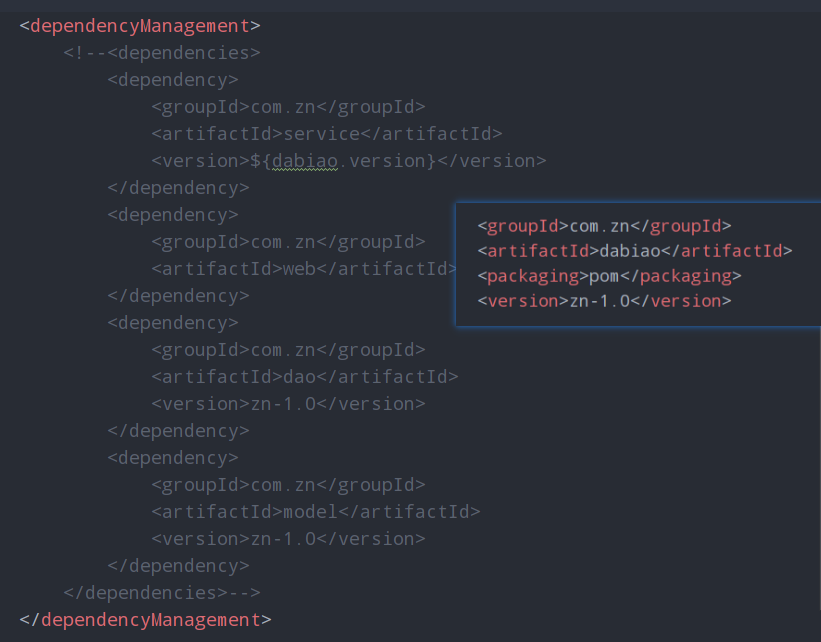 <dependencyManagement>
<!--<dependencies>
<dependency>
<groupId>com.zn</groupId>
<artifactId>service</artifactId>
<version>${dabiao.version}</version>
</dependency>
<dependency>
<groupId>com.zn</groupId>
<artifactId>web</artifactId>
</dependency>
<dependency>
<groupId>com.zn</groupId>
<artifactId>dao</artifactId>
<version>zn-1.0</version>
</dependency>
<dependency>
<groupId>com.zn</groupId>
<artifactId>model</artifactId>
<version>zn-1.0</version>
</dependency>
</dependencies>-->
</dependencyManagement>
<groupId>com.zn</groupId>
<artifactId>dabiao</artifactId>
<packaging>pom</packaging>
<version>zn-1.0</version>